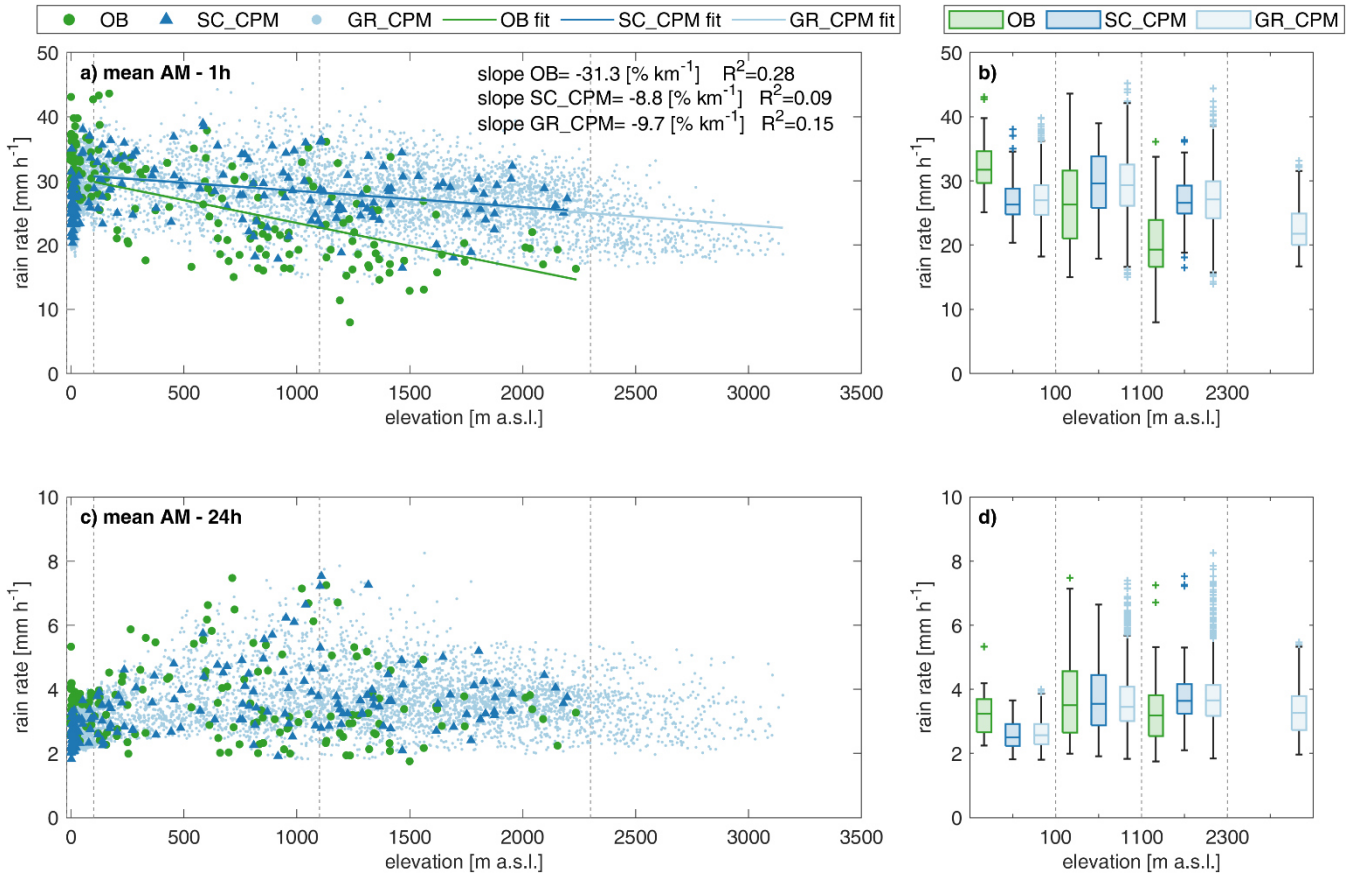 OB SC_CPM GR_CPM OB fit SC_CPM fit GR_CPM fit
OB SC_CPM GR_CPM
a) mean AM - 1h
slope OB= -31.3 [% km⁻¹] R²=0.28
slope SC_CPM= -8.8 [% km⁻¹] R²=0.09
slope GR_CPM= -9.7 [% km⁻¹] R²=0.15
rain rate [mm h⁻¹]
50
40
30
20
10
0
0 500 1000 1500 2000 2500 3000 3500
elevation [m a.s.l.]
b)
rain rate [mm h⁻¹]
50
40
30
20
10
0
100 1100 2300
elevation [m a.s.l.]
c) mean AM - 24h
rain rate [mm h⁻¹]
10
8
6
4
2
0
0 500 1000 1500 2000 2500 3000 3500
elevation [m a.s.l.]
d)
rain rate [mm h⁻¹]
10
8
6
4
2
0
100 1100 2300
elevation [m a.s.l.]